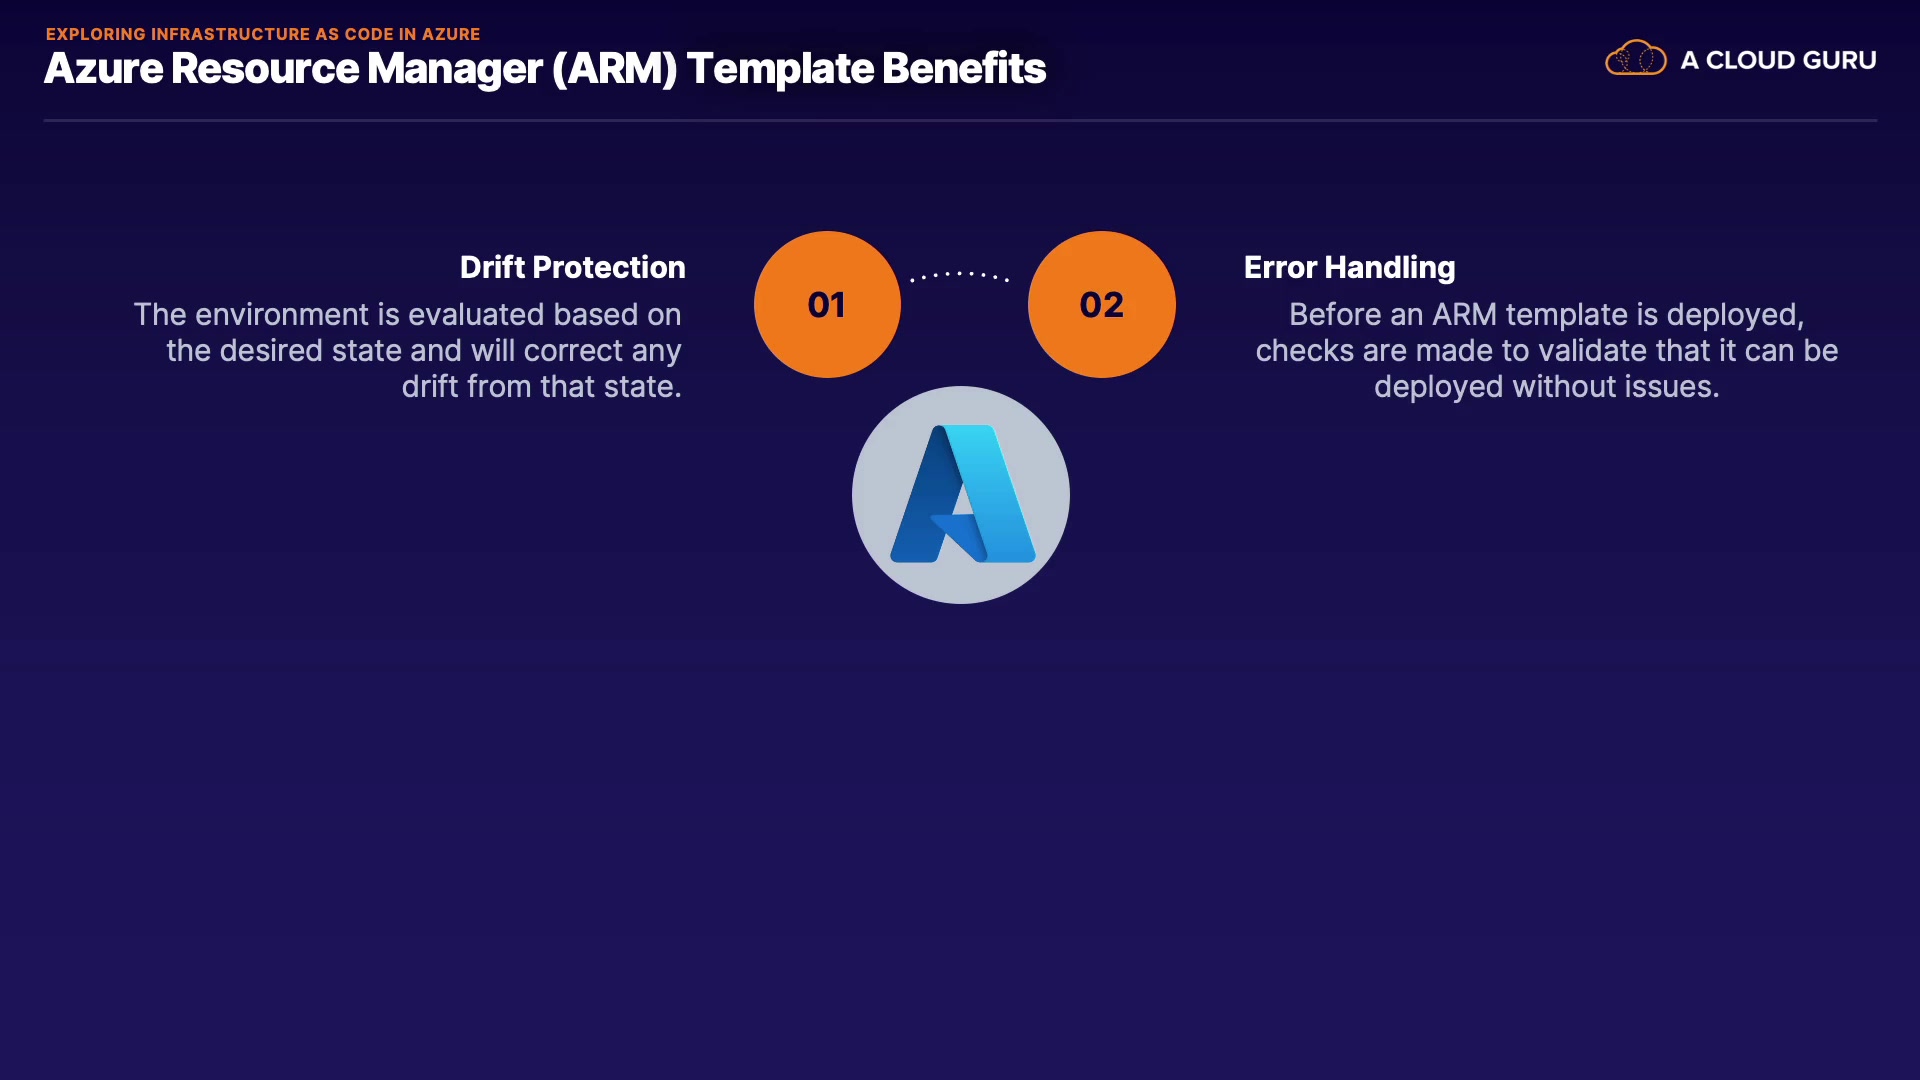 EXPLORING INFRASTRUCTURE AS CODE IN AZURE
Azure Resource Manager (ARM) Template Benefits
A CLOUD GURU
Drift Protection
The environment is evaluated based on
the desired state and will correct any
drift from that state.
01
02
Error Handling
Before an ARM template is deployed,
checks are made to validate that it can be
deployed without issues.